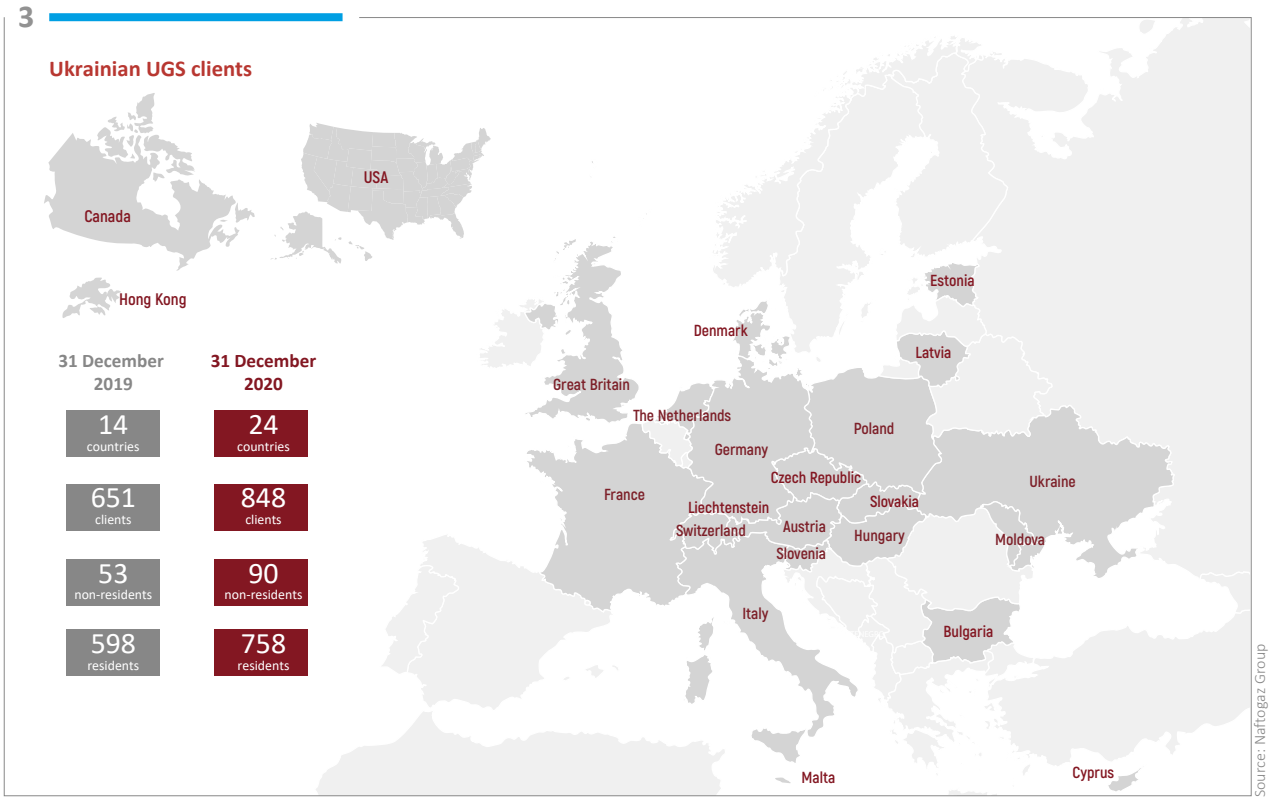 3
Ukrainian UGS clients
Canada
USA
Hong Kong
31 December
2019
31 December
2020
14
countries
24
countries
651
clients
848
clients
53
non-residents
90
non-residents
598
residents
758
residents
Estonia
Denmark
Latvia
Great Britain
The Netherlands
Poland
Germany
Czech Republic
Ukraine
France
Slovakia
Liechtenstein
Switzerland
Austria
Hungary
Moldova
Slovenia
Italy
Bulgaria
Malta
Cyprus
Source: Naftogaz Group